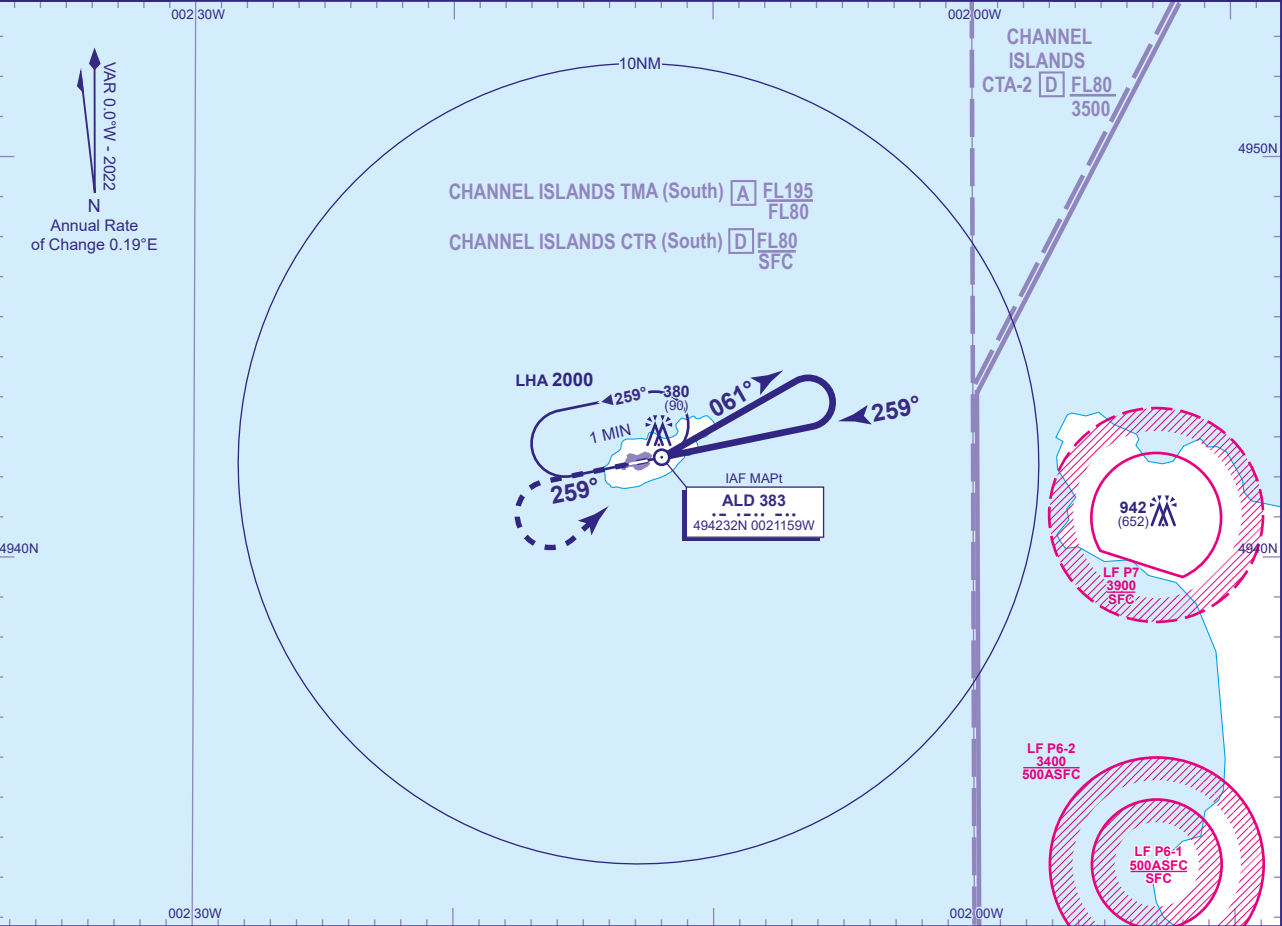 002 30W
002 00W
VAR 0.0°W - 2022
N
Annual Rate
of Change 0.19°E
10NM
CHANNEL
ISLANDS
CTA-2 D FL80
3500
4950N
CHANNEL ISLANDS TMA (South) A FL195
FL80
CHANNEL ISLANDS CTR (South) D FL80
SFC
LHA 2000
259°
380
(90)
061°
259°
1 MIN
259°
IAF MAPt
ALD 383
494232N 0021159W
4940N
942
(652)
4940N
LF P7
3900
SFC
LF P6-2
3400
500ASFC
LF P6-1
500ASFC
SFC
002 30W
002 00W